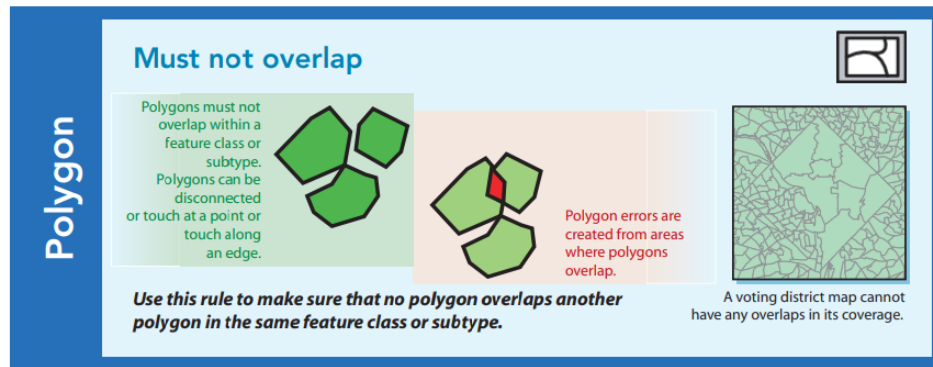 Polygon
Must not overlap
Polygons must not
overlap within a
feature class or
subtype.
Polygons can be
disconnected
or touch at a point or
touch along
an edge.
Polygon errors are
created from areas
where polygons
overlap.
Use this rule to make sure that no polygon overlaps another
polygon in the same feature class or subtype.
A voting district map cannot
have any overlaps in its coverage.